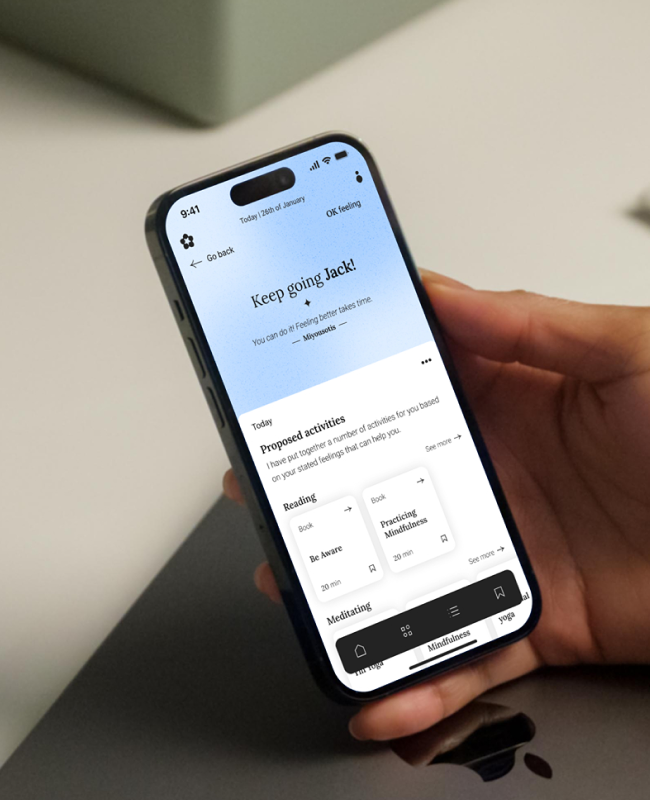 9:41
Today | 26th of January
OK feeling
Go back
Keep going Jack!
You can do it! Feeling better takes time.
— Miyousotis —
Today
Proposed activities
I have put together a number of activities for you based
on your stated feelings that can help you.
See more
Reading
Book
Be Aware
20 min
Book
Practicing
Mindfulness
20 min
See more
Meditating
Yoga
Mindfulness
yoga